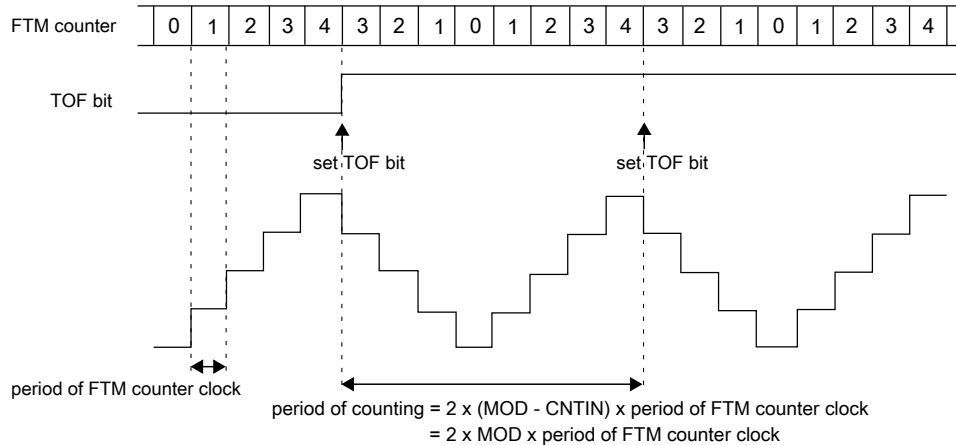 FTM counter 0 1 2 3 4 3 2 1 0 1 2 3 4 3 2 1 0 1 2 3 4
TOF bit
set TOF bit set TOF bit
period of FTM counter clock
period of counting = 2 x (MOD - CNTIN) x period of FTM counter clock
= 2 x MOD x period of FTM counter clock